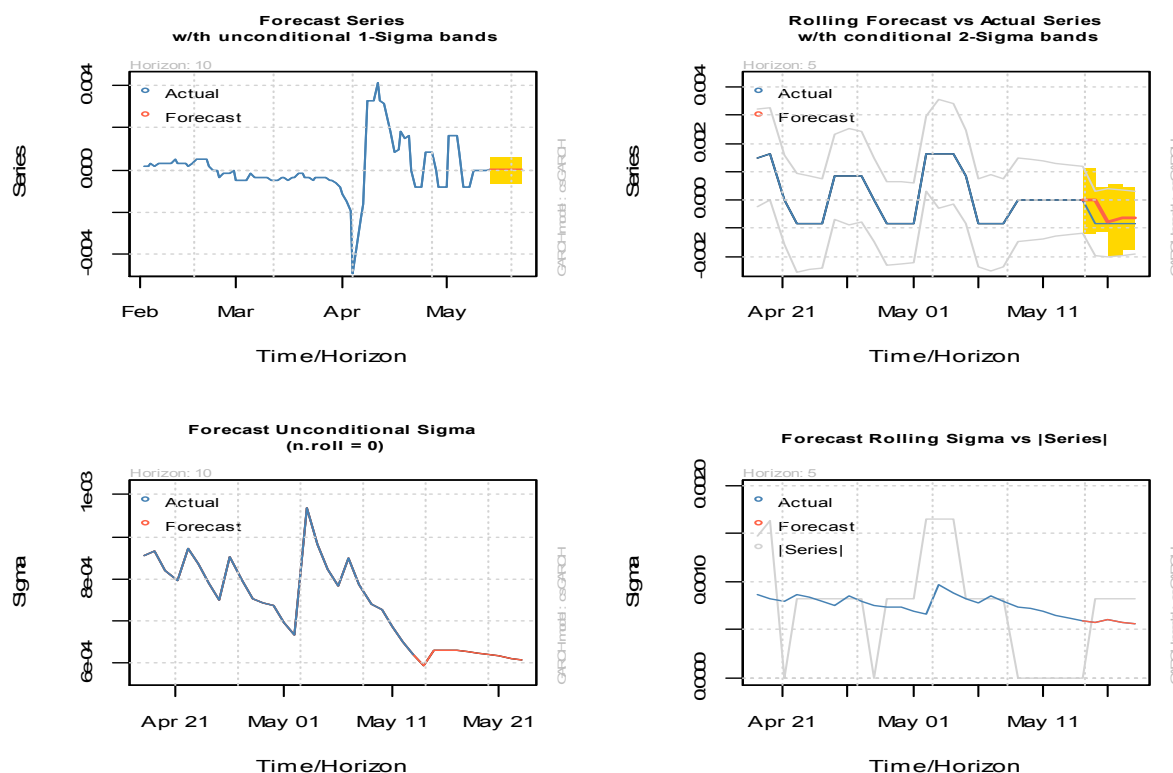 Forecast Series
w/th unconditional 1-Sigma bands
Horizon: 10
Actual
Forecast
Series
0.004
0.000
-0.004
Feb Mar Apr May
Time/Horizon
GARCH model : csGARCH
Rolling Forecast vs Actual Series
w/th conditional 2-Sigma bands
Horizon: 5
Actual
Forecast
Series
0.004
0.002
0.000
-0.002
Apr 21 May 01 May 11
Time/Horizon
Forecast Unconditional Sigma
(n.roll = 0)
Horizon: 10
Actual
Forecast
Sigma
1e-03
8e-04
6e-04
Apr 21 May 01 May 11 May 21
Time/Horizon
GARCH model : csGARCH
Forecast Rolling Sigma vs |Series|
Horizon: 5
Actual
Forecast
|Series|
Sigma
0.0020
0.0010
0.0000
Apr 21 May 01 May 11
Time/Horizon